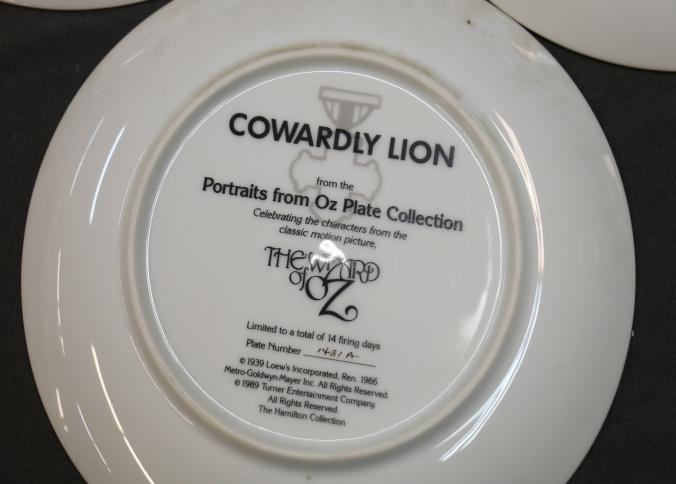 COWARDLY LION
from the
Portraits from Oz Plate Collection
Celebrating the characters from the
classic motion picture,
THE WIZARD
of OZ
Limited to a total of 14 firing days
Plate Number 1431 A
© 1939 Loew's Incorporated, Ren. 1966
Metro-Goldwyn-Mayer Inc. All Rights Reserved.
© 1989 Turner Entertainment Company.
All Rights Reserved.
The Hamilton Collection